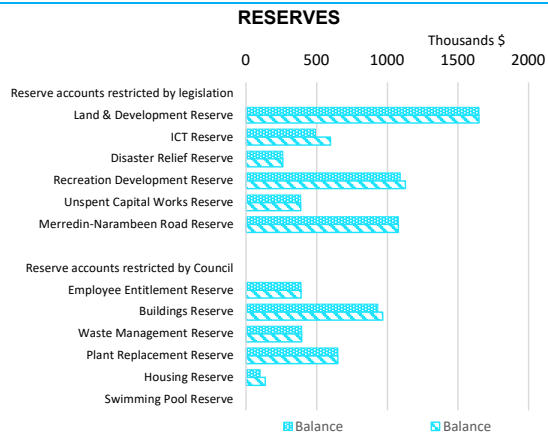 RESERVES
Thousands $
0 500 1000 1500 2000
Reserve accounts restricted by legislation
Land & Development Reserve
ICT Reserve
Disaster Relief Reserve
Recreation Development Reserve
Unspent Capital Works Reserve
Merredin-Narambeen Road Reserve
Reserve accounts restricted by Council
Employee Entitlement Reserve
Buildings Reserve
Waste Management Reserve
Plant Replacement Reserve
Housing Reserve
Swimming Pool Reserve
Balance Balance